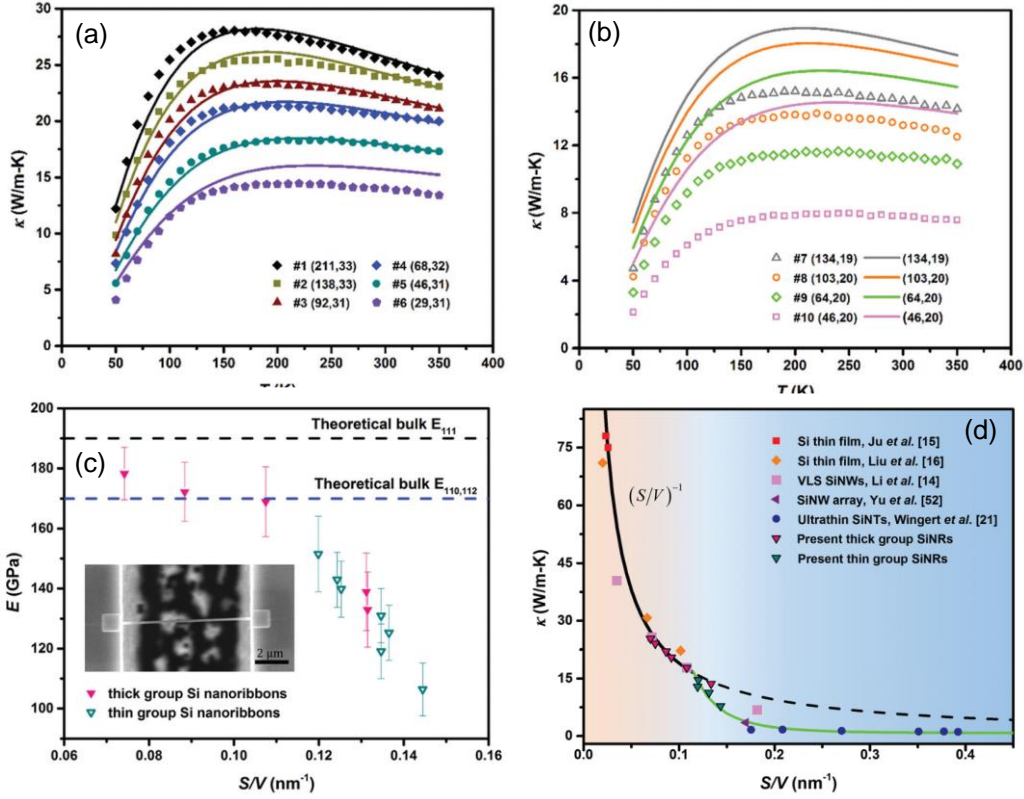 (a)
30
25
20
15
10
5
0
κ (W/m-K)
#1 (211,33) #4 (68,32)
#2 (138,33) #5 (46,31)
#3 (92,31) #6 (29,31)
0 50 100 150 200 250 300 350 400
(b)
20
16
12
8
4
0
κ (W/m-K)
#7 (134,19) (134,19)
#8 (103,20) (103,20)
#9 (64,20) (64,20)
#10 (46,20) (46,20)
0 50 100 150 200 250 300 350 400
T (K)
(c)
200
180
160
140
120
100
E (GPa)
Theoretical bulk E111
Theoretical bulk E110,112
2 μm
thick group Si nanoribbons
thin group Si nanoribbons
0.06 0.08 0.10 0.12 0.14 0.16
S/V (nm-1)
(d)
75
60
45
30
15
0
κ (W/m-K)
(S/V)−1
Si thin film, Ju et al. [15]
Si thin film, Liu et al. [16]
VLS SiNWs, Li et al. [14]
SiNW array, Yu et al. [52]
Ultrathin SiNTs, Wingert et al. [21]
Present thick group SiNRs
Present thin group SiNRs
0.0 0.1 0.2 0.3 0.4
S/V (nm-1)